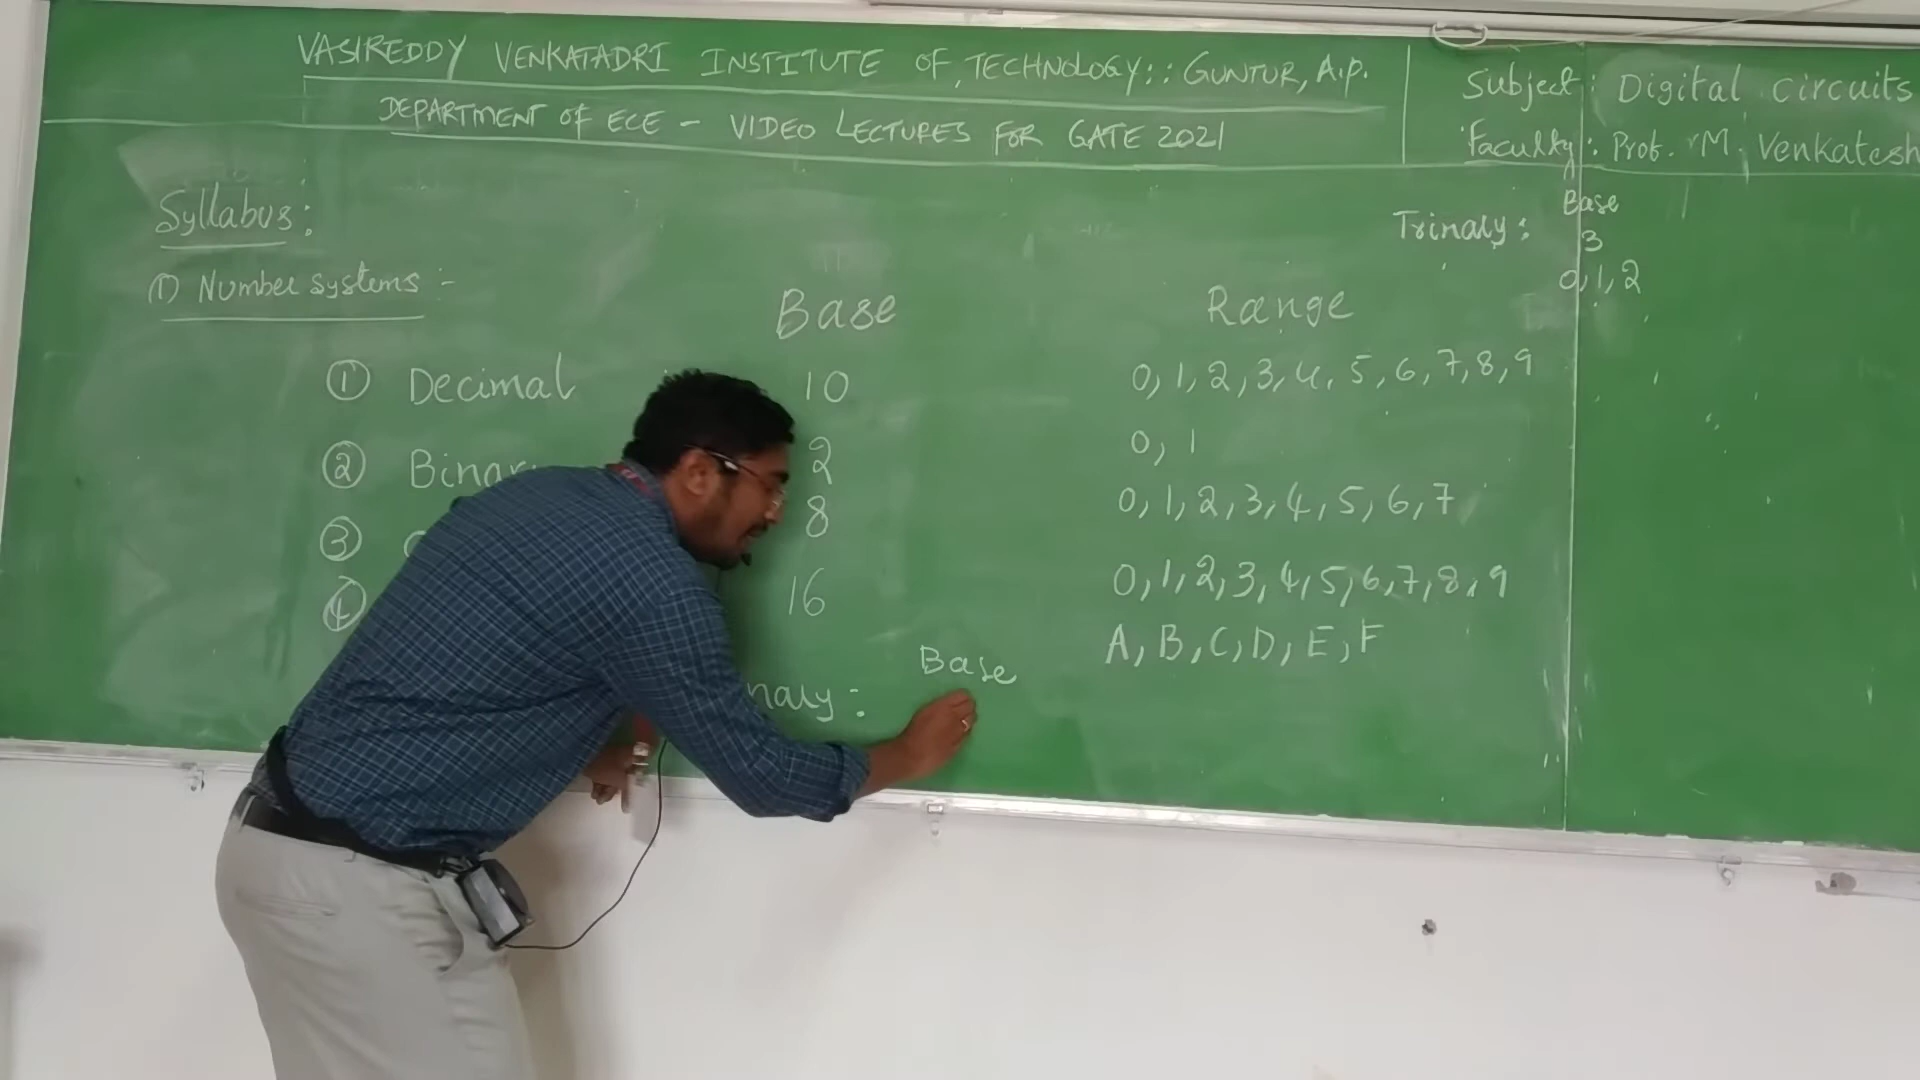 VASIREDDY VENKATADRI INSTITUTE OF TECHNOLOGY:: GUNTUR, A.P.
DEPARTMENT OF ECE - VIDEO LECTURES FOR GATE 2021
Subject: Digital circuits
Faculty: Prof. M. Venkatesh
Syllabus:
① Number systems :-
Base
Trinary: 3
0, 1, 2
Base Range
① Decimal 10 0, 1, 2, 3, 4, 5, 6, 7, 8, 9
② 2 0, 1
③ 8 0, 1, 2, 3, 4, 5, 6, 7
④ 16 0, 1, 2, 3, 4, 5, 6, 7, 8, 9
A, B, C, D, E, F
Base